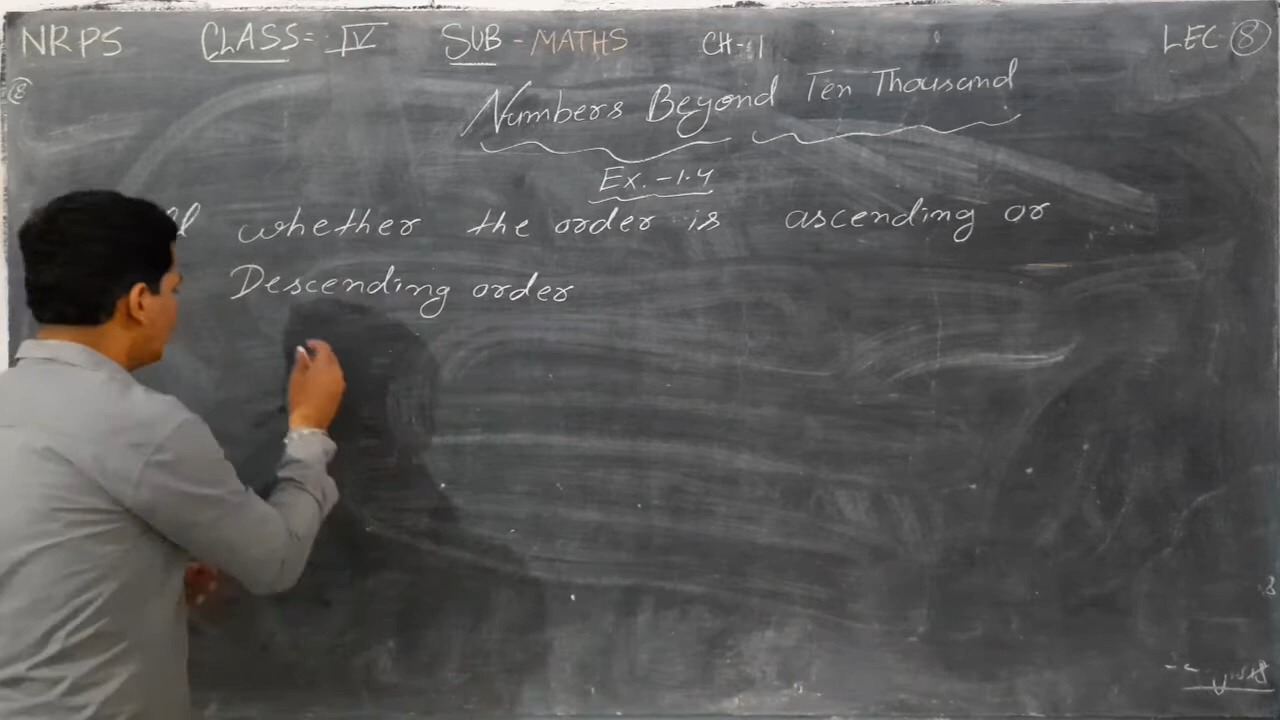 NRPS CLASS= IV SUB - MATHS CH-1 LEC 8
8
Numbers Beyond Ten Thousand
Ex.-1.4
whether the order is ascending or
Descending order